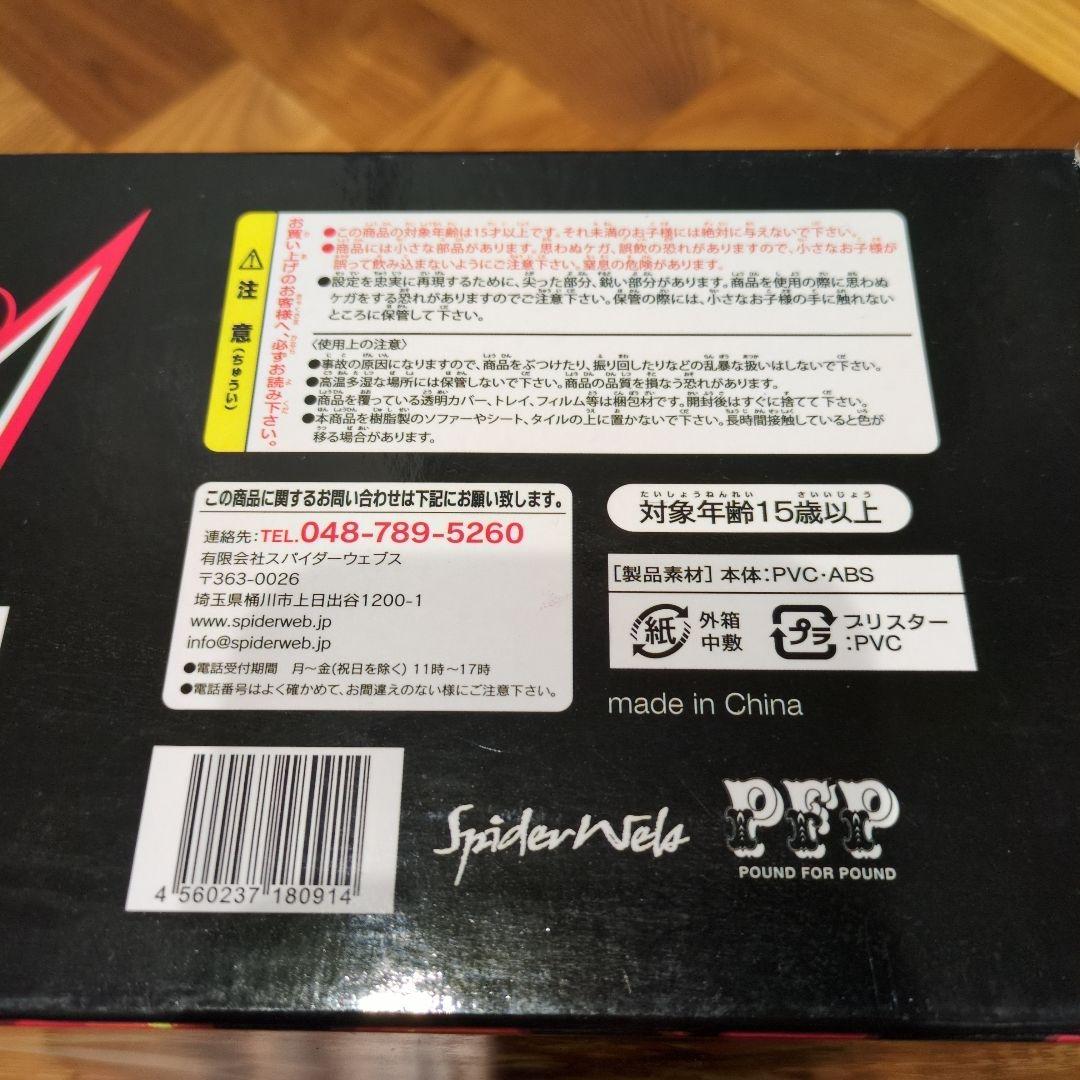 注意(ちゅうい)
お買い上げのお客様へ、必ずお読み下さい。
●この商品の対象年齢は15才以上です。それ未満のお子様には絶対に与えないで下さい。
●商品には小さな部品があります。思わぬケガ、誤飲の恐れがありますので、小さなお子様が
誤って飲み込まないようにご注意下さい。窒息の危険があります。
●設定を忠実に再現するために、尖った部分、鋭い部分があります。商品を使用の際に思わぬ
ケガをする恐れがありますのでご注意下さい。保管の際には、小さなお子様の手に触れない
ところに保管して下さい。
〈使用上の注意〉
●事故の原因になりますので、商品をぶつけたり、振り回したりなどの乱暴な扱いはしないで下さい。
●高温多湿な場所には保管しないで下さい。商品の品質を損なう恐れがあります。
●商品を覆っている透明カバー、トレイ、フィルム等は梱包材です。開封後はすぐに捨てて下さい。
●本商品を樹脂製のソファーやシート、タイルの上に置かないで下さい。長時間接触していると色が
移る場合があります。
この商品に関するお問い合わせは下記にお願い致します。
連絡先:TEL.048-789-5260
有限会社スパイダーウェブス
〒363-0026
埼玉県桶川市上日出谷1200-1
www.spiderweb.jp
info@spiderweb.jp
●電話受付期間 月～金(祝日を除く)11時～17時
●電話番号はよく確かめて、お間違えのない様にご注意下さい。
たいしょうねんれい さいいじょう
対象年齢15歳以上
[製品素材]本体:PVC・ABS
紙 外箱
中敷
プラ ブリスター
:PVC
made in China
4 560237 180914
SpiderWebs
PFP
POUND FOR POUND